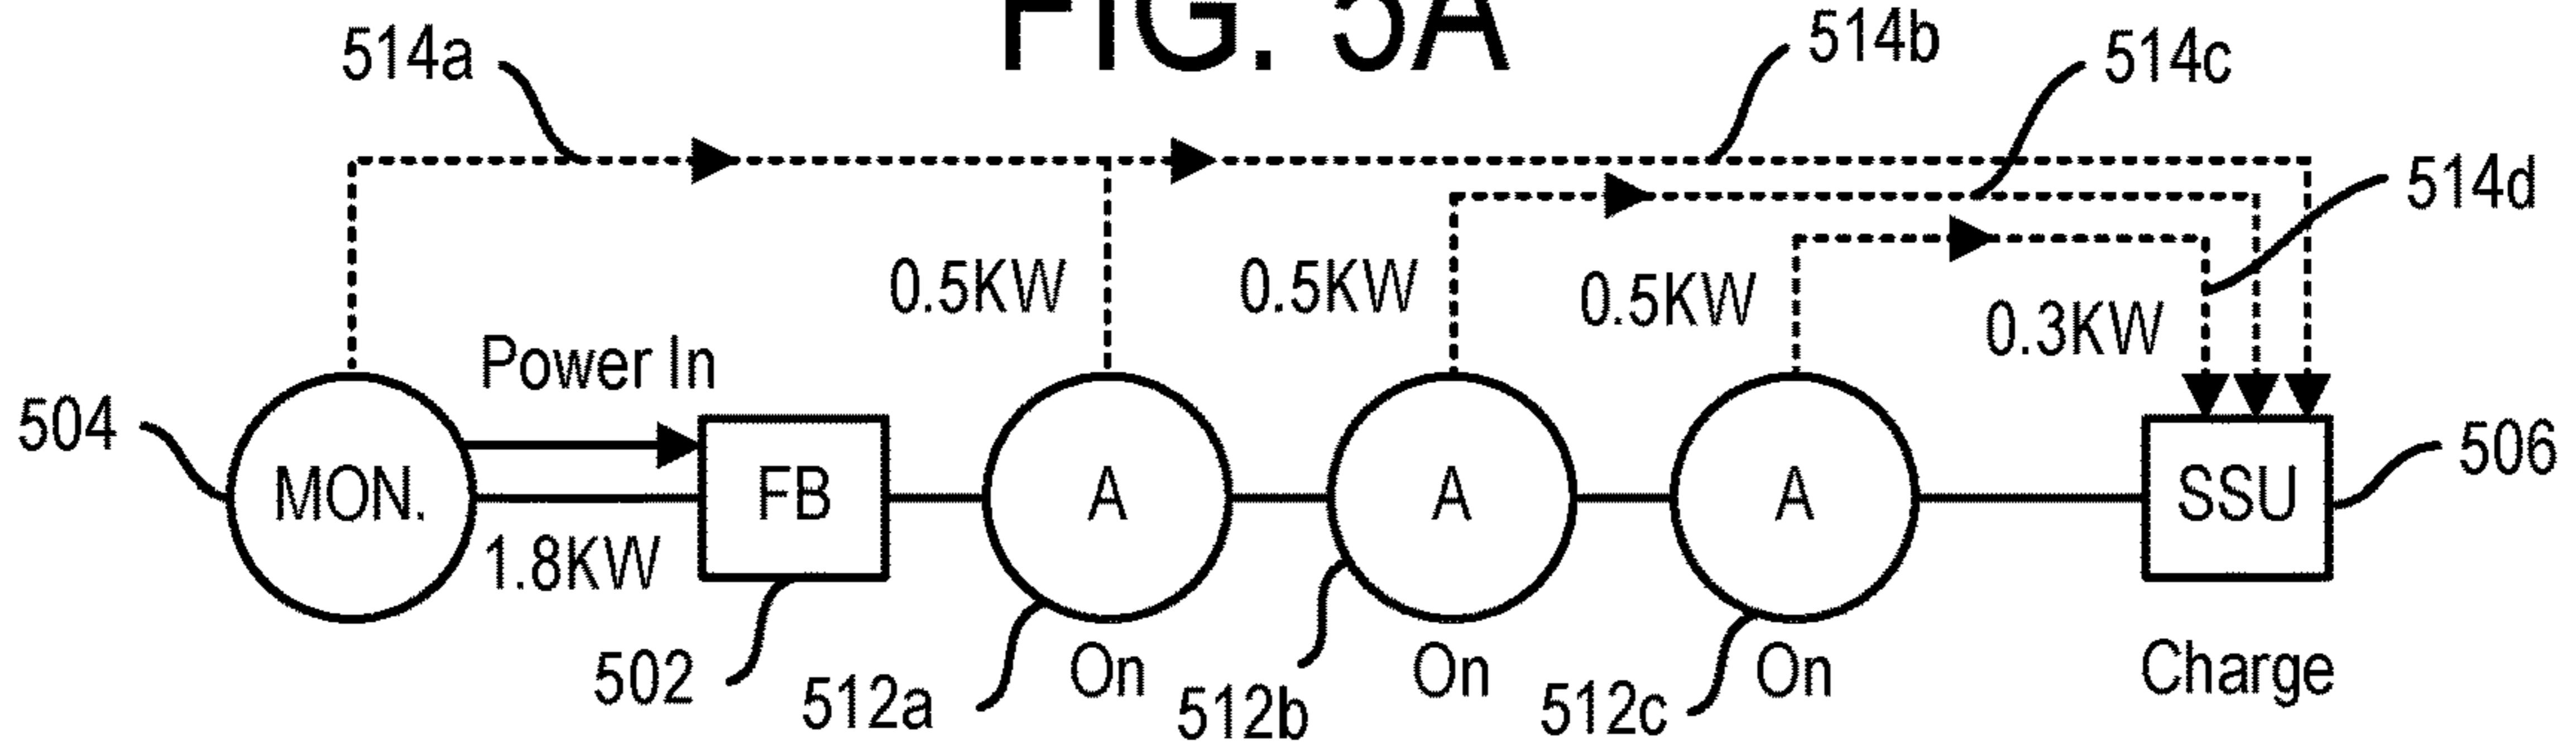 FIG. 5A
514a
514b
514c
514d
0.5KW
0.5KW
0.5KW
0.3KW
Power In
504
MON.
FB
A
A
A
SSU
506
1.8KW
502
512a
On
512b
On
512c
On
Charge